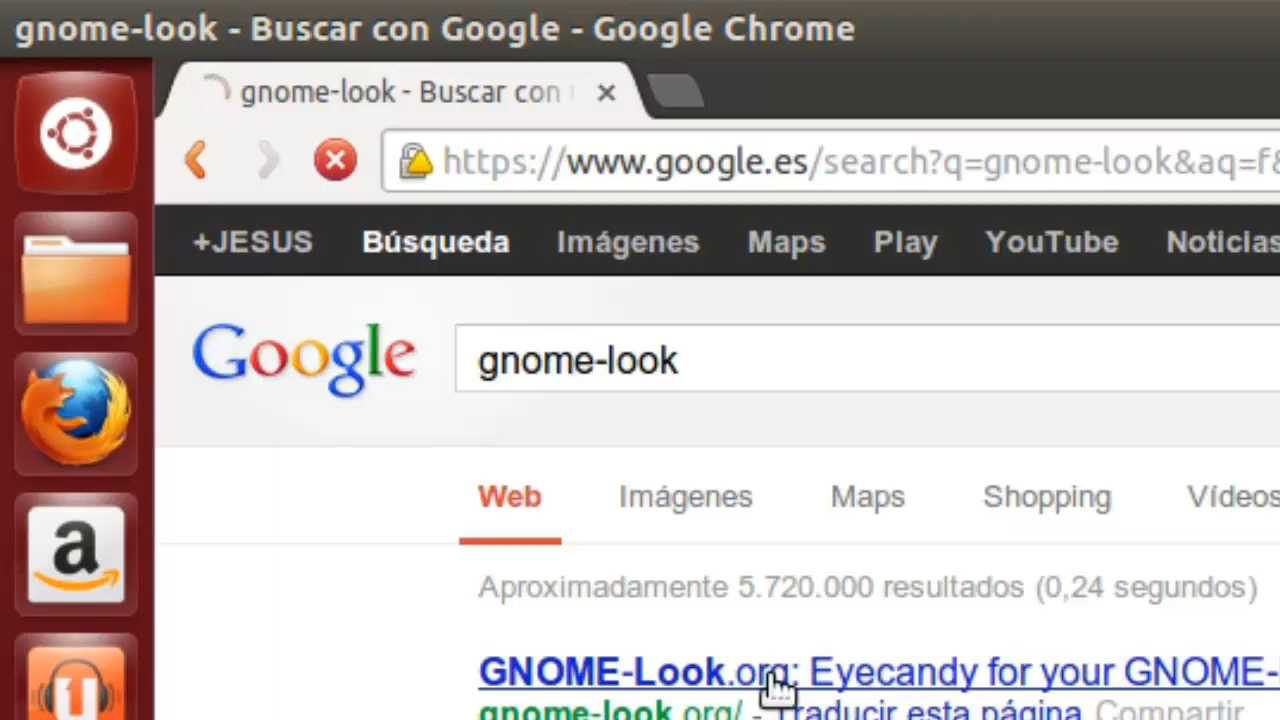 gnome-look - Buscar con Google - Google Chrome
gnome-look - Buscar con
https://www.google.es/search?q=gnome-look&aq=f&
+JESUS Búsqueda Imágenes Maps Play YouTube Noticias
Google gnome-look
Web Imágenes Maps Shopping Vídeos
Aproximadamente 5.720.000 resultados (0,24 segundos)
GNOME-Look.org: Eyecandy for your GNOME-
gnome-look.org/ - Traducir esta página Compartir